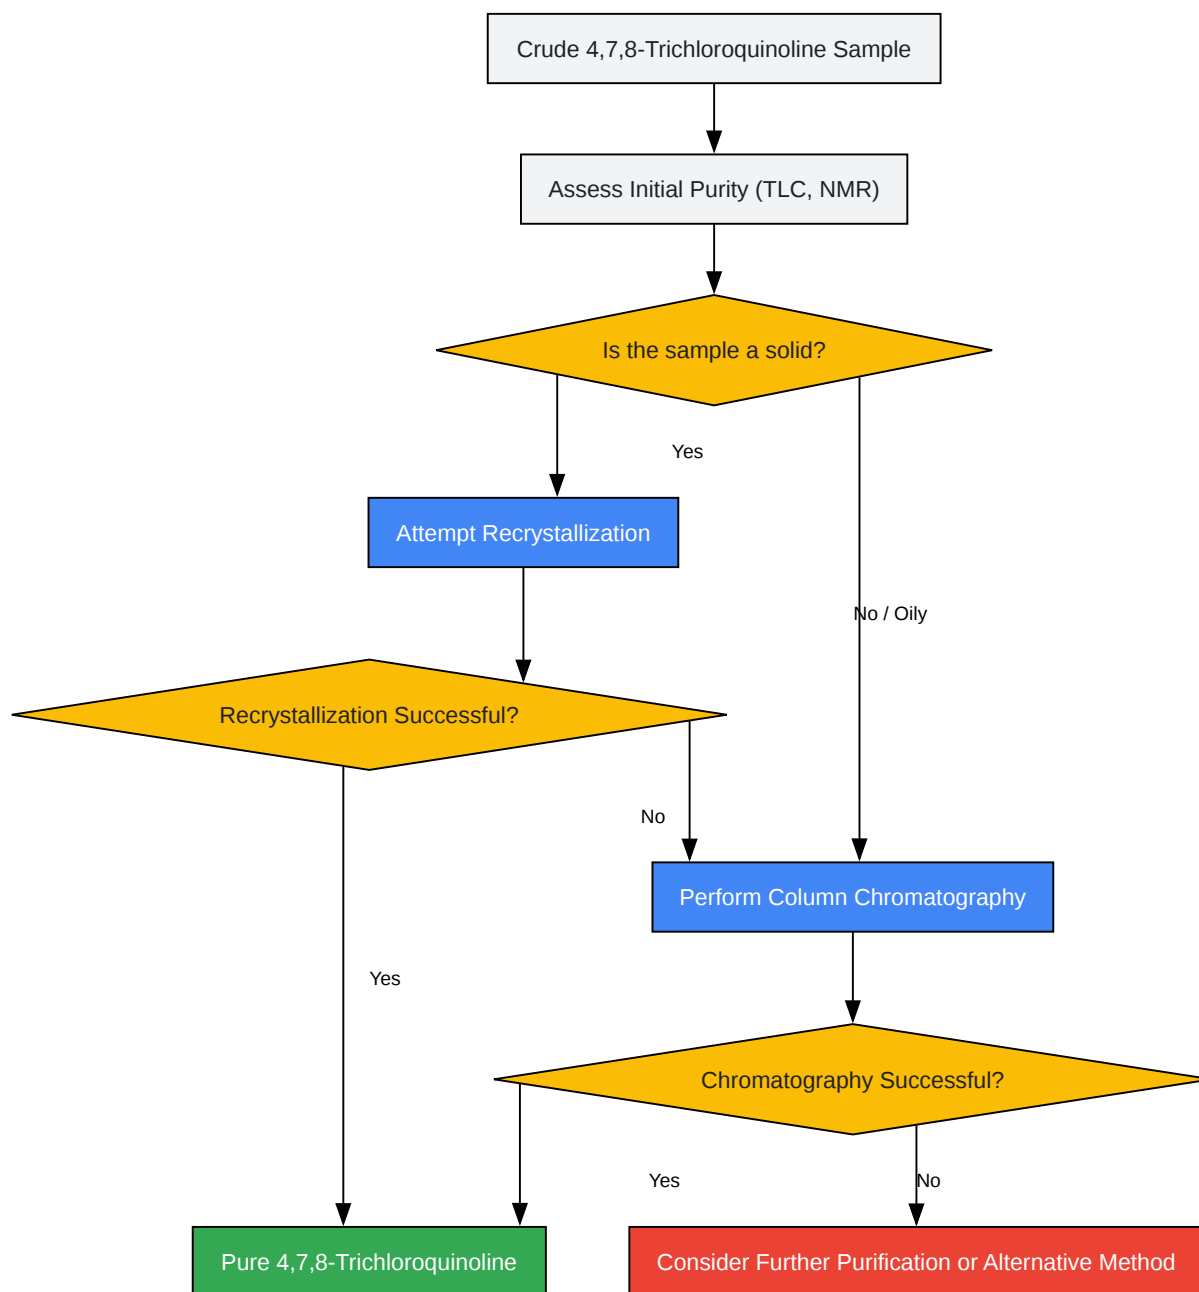 Crude 4,7,8-Trichloroquinoline Sample
Assess Initial Purity (TLC, NMR)
Is the sample a solid?
Yes
Attempt Recrystallization
No / Oily
Recrystallization Successful?
No
Perform Column Chromatography
Yes
Chromatography Successful?
Yes
No
Pure 4,7,8-Trichloroquinoline
Consider Further Purification or Alternative Method